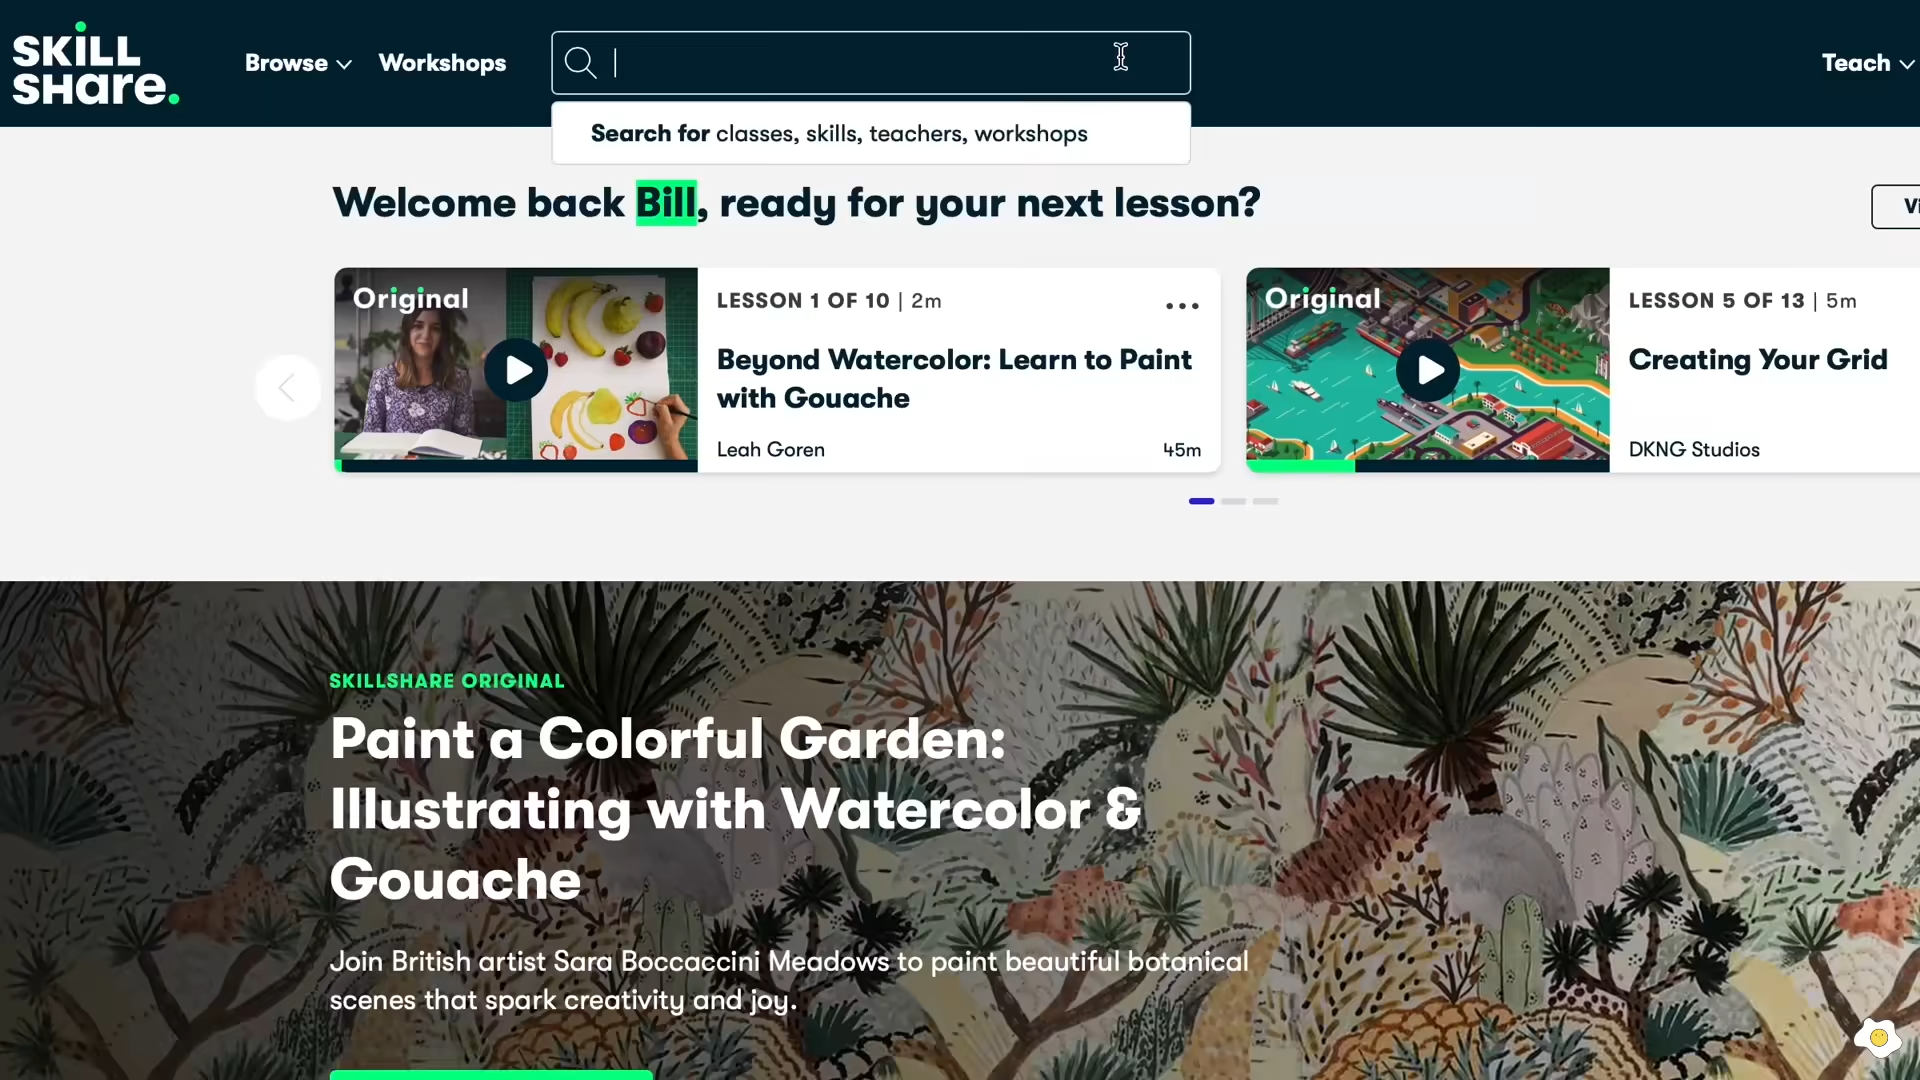 SKILL
SHare.
Browse
Workshops
Teach
Search for classes, skills, teachers, workshops
Welcome back Bill, ready for your next lesson?
Original
LESSON 1 OF 10 | 2m
Beyond Watercolor: Learn to Paint
with Gouache
Leah Goren
45m
Original
LESSON 5 OF 13 | 5m
Creating Your Grid
DKNG Studios
SKILLSHARE ORIGINAL
Paint a Colorful Garden:
Illustrating with Watercolor &
Gouache
Join British artist Sara Boccaccini Meadows to paint beautiful botanical
scenes that spark creativity and joy.